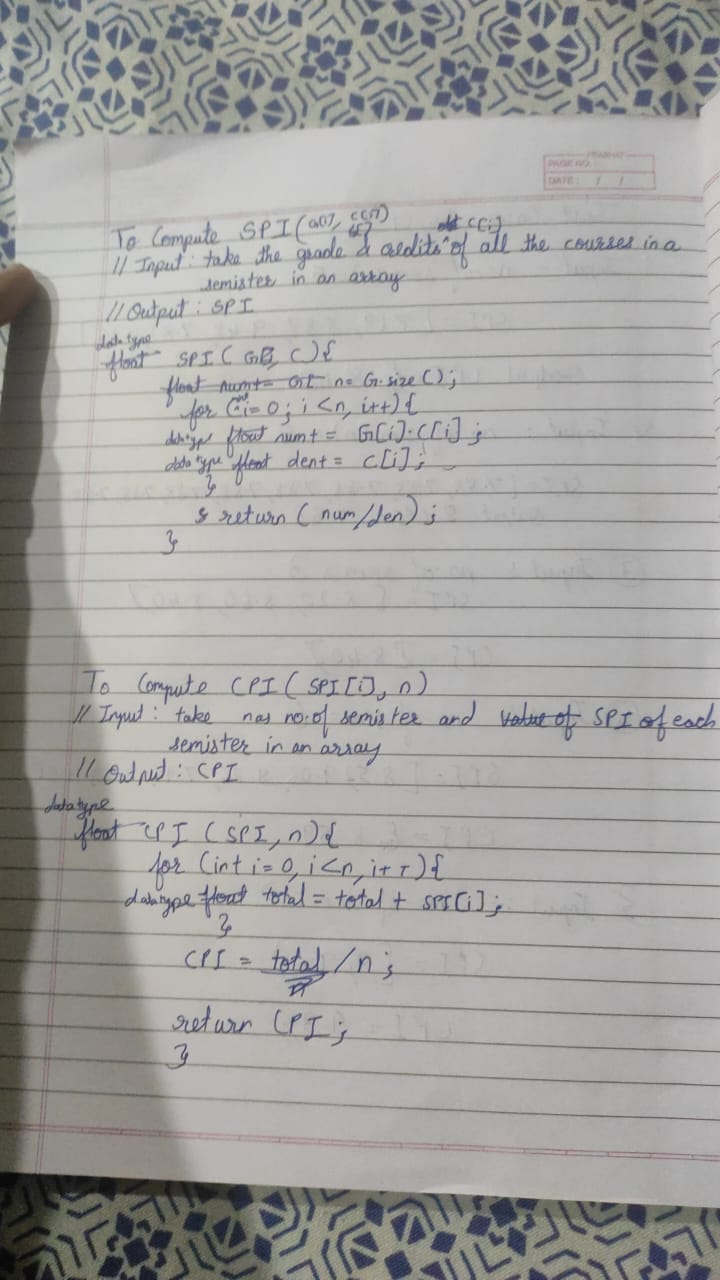 PAGE NO.
DATE: / /
To Compute SPI (G[], C[i])
C[i]
// Input: take the grade & credits of all the courses in a
semister in an array
// Output: SPI
datatype
float SPI (G, C) {
float num+= n= G.size();
for (int i=0; i<n, i++) {
datatype float num+= G[i]·C[i];
datatype float den+= C[i];
}
return (num/den);
}
To Compute CPI (SPI[i], n)
// Input: take no. of semister and value of SPI of each
semister in an array
// Output: CPI
datatype
float CPI (SPI, n) {
for (int i=0, i<n, i++) {
datatype float total = total + SPI[i];
}
CPI = total /n;
return CPI;
}